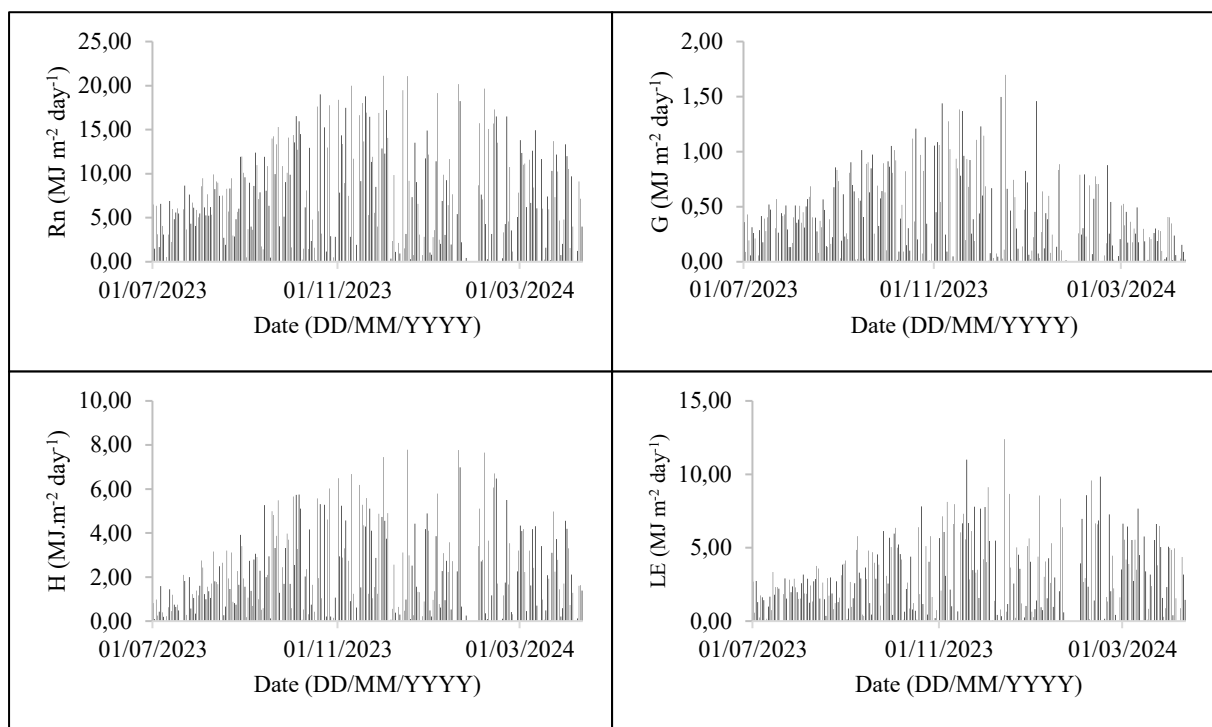 Rn (MJ m⁻² day⁻¹)
25,00
20,00
15,00
10,00
5,00
0,00
01/07/2023 01/11/2023 01/03/2024
Date (DD/MM/YYYY)
G (MJ m⁻² day⁻¹)
2,00
1,50
1,00
0,50
0,00
01/07/2023 01/11/2023 01/03/2024
Date (DD/MM/YYYY)
H (MJ.m⁻² day⁻¹)
10,00
8,00
6,00
4,00
2,00
0,00
01/07/2023 01/11/2023 01/03/2024
Date (DD/MM/YYYY)
LE (MJ m⁻² day⁻¹)
15,00
10,00
5,00
0,00
01/07/2023 01/11/2023 01/03/2024
Date (DD/MM/YYYY)